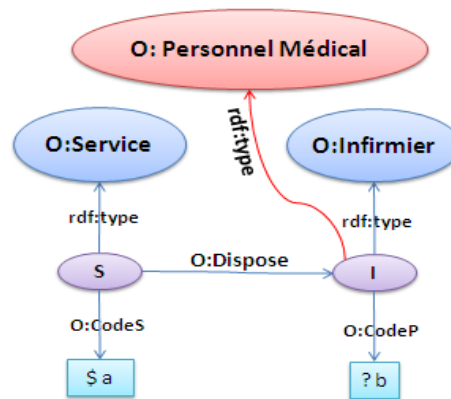 O: Personnel Médical
rdf:type
O:Service
O:Infirmier
rdf:type
rdf:type
O:Dispose
S
I
O:CodeS
O:CodeP
$ a
? b